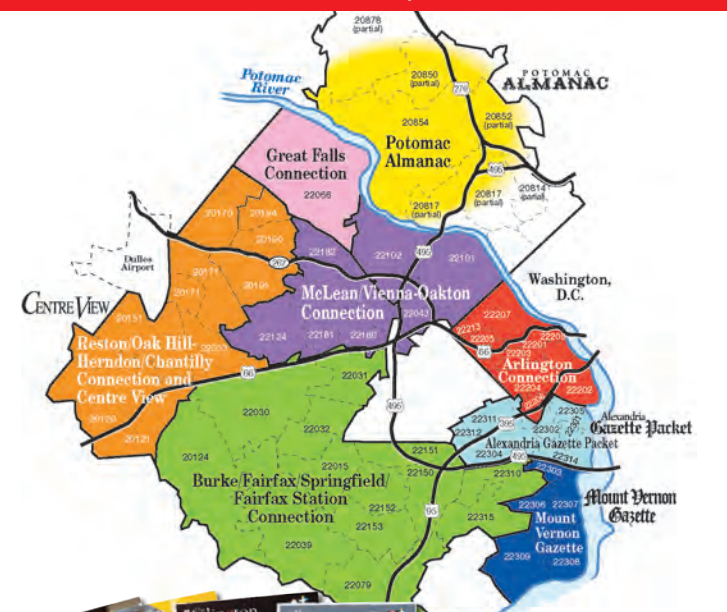 20878
(partial)
Potomac
River
20850
(partial)
270
POTOMAC
ALMANAC
20854
20852
(partial)
Potomac
Almanac
Great Falls
Connection
22066
495
20817
(partial)
20814
(partial)
20817
(partial)
20170
20194
20190
22182
22102
495
22101
Dulles
Airport
267
20171
20171
20191
Washington,
D.C.
CENTRE VIEW
20151
McLean/Vienna-Oakton
Connection
22043
22124
22181
22180
22207
22213
22205
22201
22203
66
Arlington
Connection
22204
22202
22206
Reston/Oak Hill-
Herndon/Chantilly
Connection and
Centre View
20120
20121
66
22031
22030
22032
495
22311
395
22312
22302
22305
22304
495
22314
Alexandria
Gazette Packet
Alexandria Gazette Packet
20124
22015
22151
22150
22310
22303
Burke/Fairfax/Springfield/
Fairfax Station
Connection
22152
22153
95
22315
22039
22079
22306
22307
Mount
Vernon
Gazette
22309
22308
Mount Vernon
Gazette